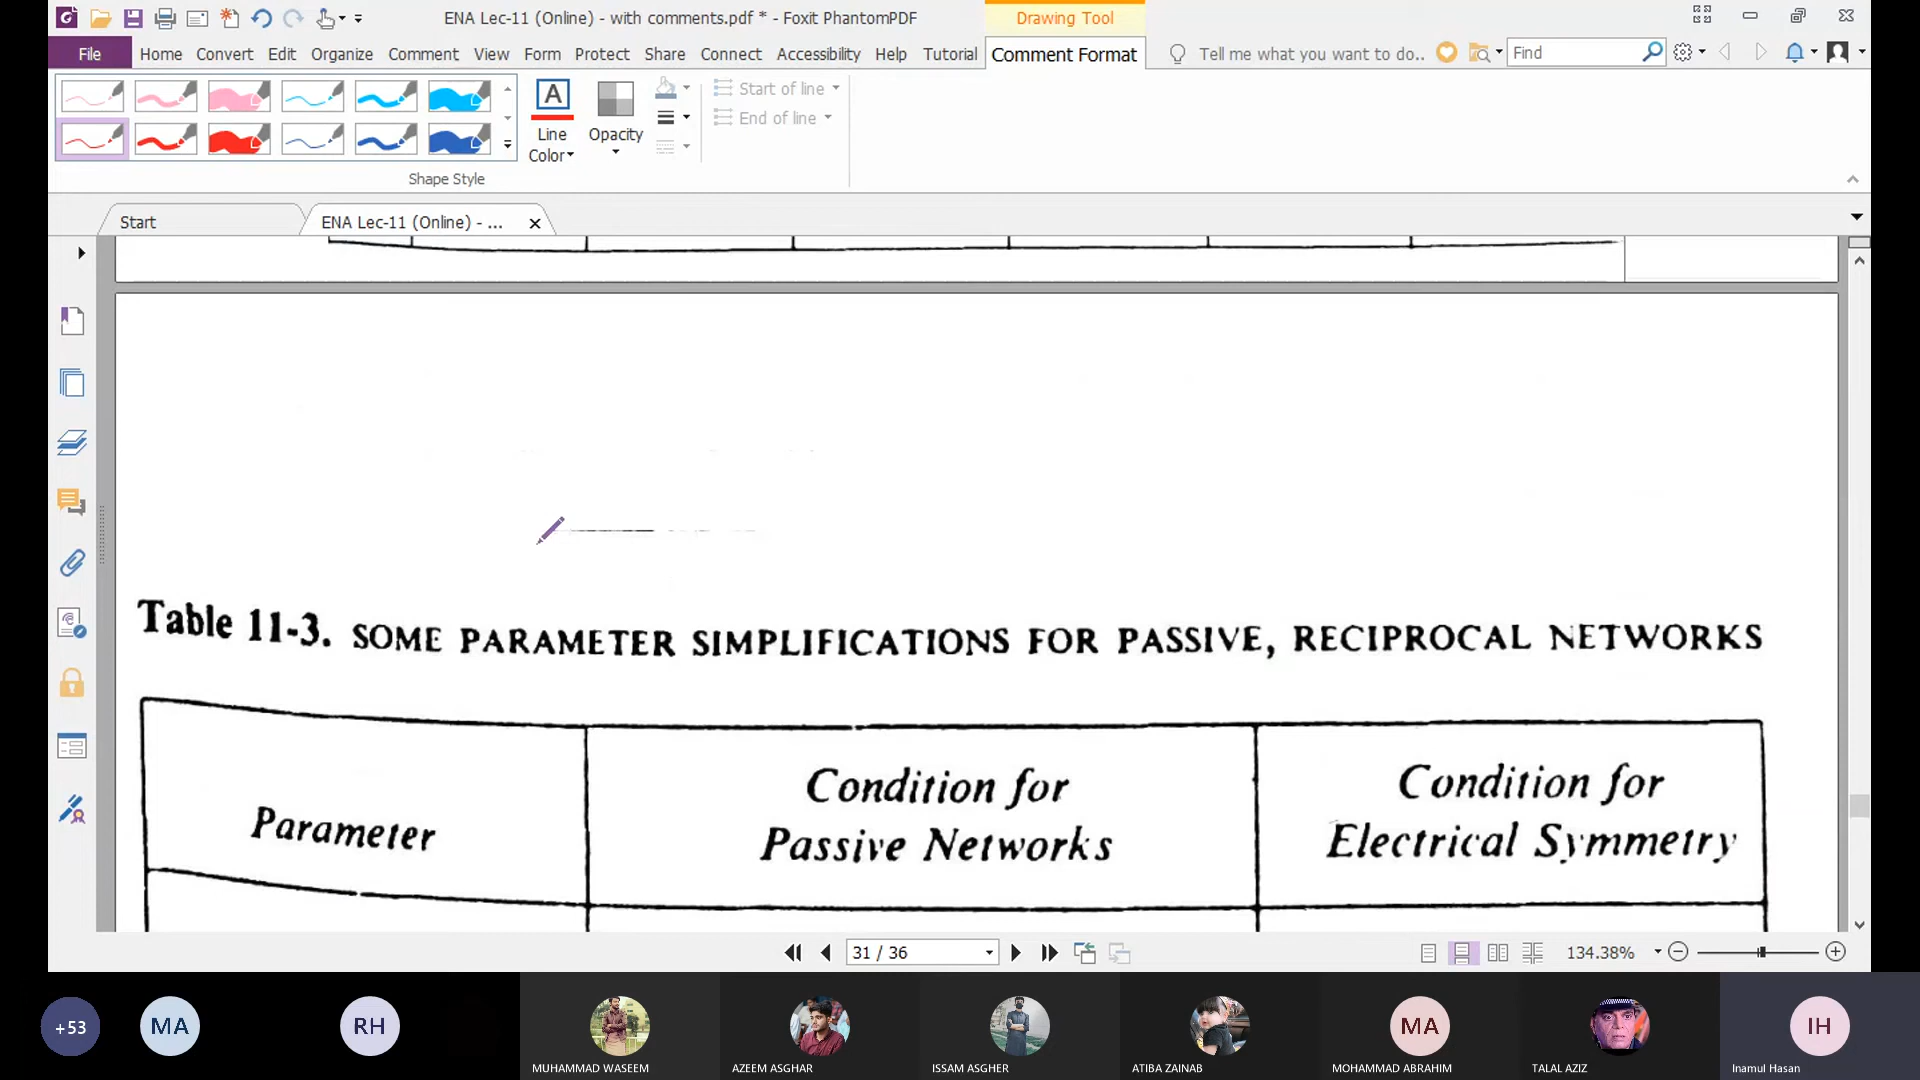 ENA Lec-11 (Online) - with comments.pdf * - Foxit PhantomPDF
Drawing Tool
File Home Convert Edit Organize Comment View Form Protect Share Connect Accessibility Help Tutorial Comment Format Tell me what you want to do.. Find
A
Line Color
Opacity
Start of line
End of line
Shape Style
Start
ENA Lec-11 (Online) - ...
Table 11-3. SOME PARAMETER SIMPLIFICATIONS FOR PASSIVE, RECIPROCAL NETWORKS
Parameter
Condition for
Passive Networks
Condition for
Electrical Symmetry
31 / 36
134.38%
+53
MA
RH
MUHAMMAD WASEEM
AZEEM ASGHAR
ISSAM ASGHER
ATIBA ZAINAB
MA
MOHAMMAD ABRAHIM
TALAL AZIZ
IH
Inamul Hasan